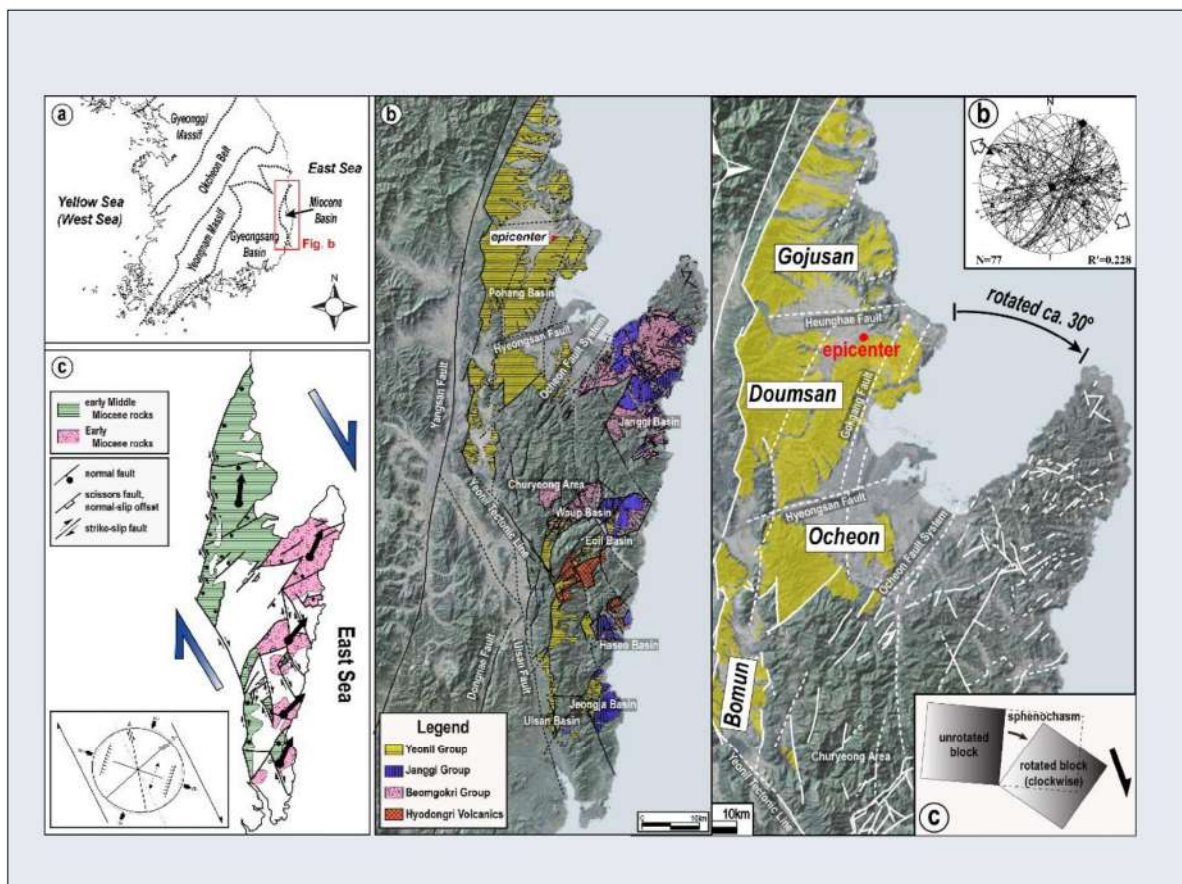 a
Gyeonggi
Massif
Okcheon Belt
Yeongnam Massif
Gyeongsang
Basin
East Sea
Yellow Sea
(West Sea)
Miocene
Basin
Fig. b
N
c
early Middle
Miocene rocks
Early
Miocene rocks
normal fault
scissors fault,
normal-slip offset
strike-slip fault
East Sea
b
epicenter
Pohang Basin
Hyeongsan Fault
Ocheon Fault System
Yangsan Fault
Janggi Basin
Churyeong Area
Waup Basin
Eoil Basin
Yeonil Tectonic Line
Haseo Basin
Dongnae Fault
Ulsan Fault
Jeongja Basin
Ulsan Basin
Legend
Yeonil Group
Janggi Group
Beomgokri Group
Hyodongri Volcanics
0 10km
Gojusan
Heunghae Fault
epicenter
Doumsan
Gokgang Fault
Hyeongsan Fault
Ocheon
Ocheon Fault System
Bomun
Churyeong Area
Yeonil Tectonic Line
10km
rotated ca. 30°
b
N
N=77
R'=0.228
unrotated
block
sphenochasm
rotated block
(clockwise)
c